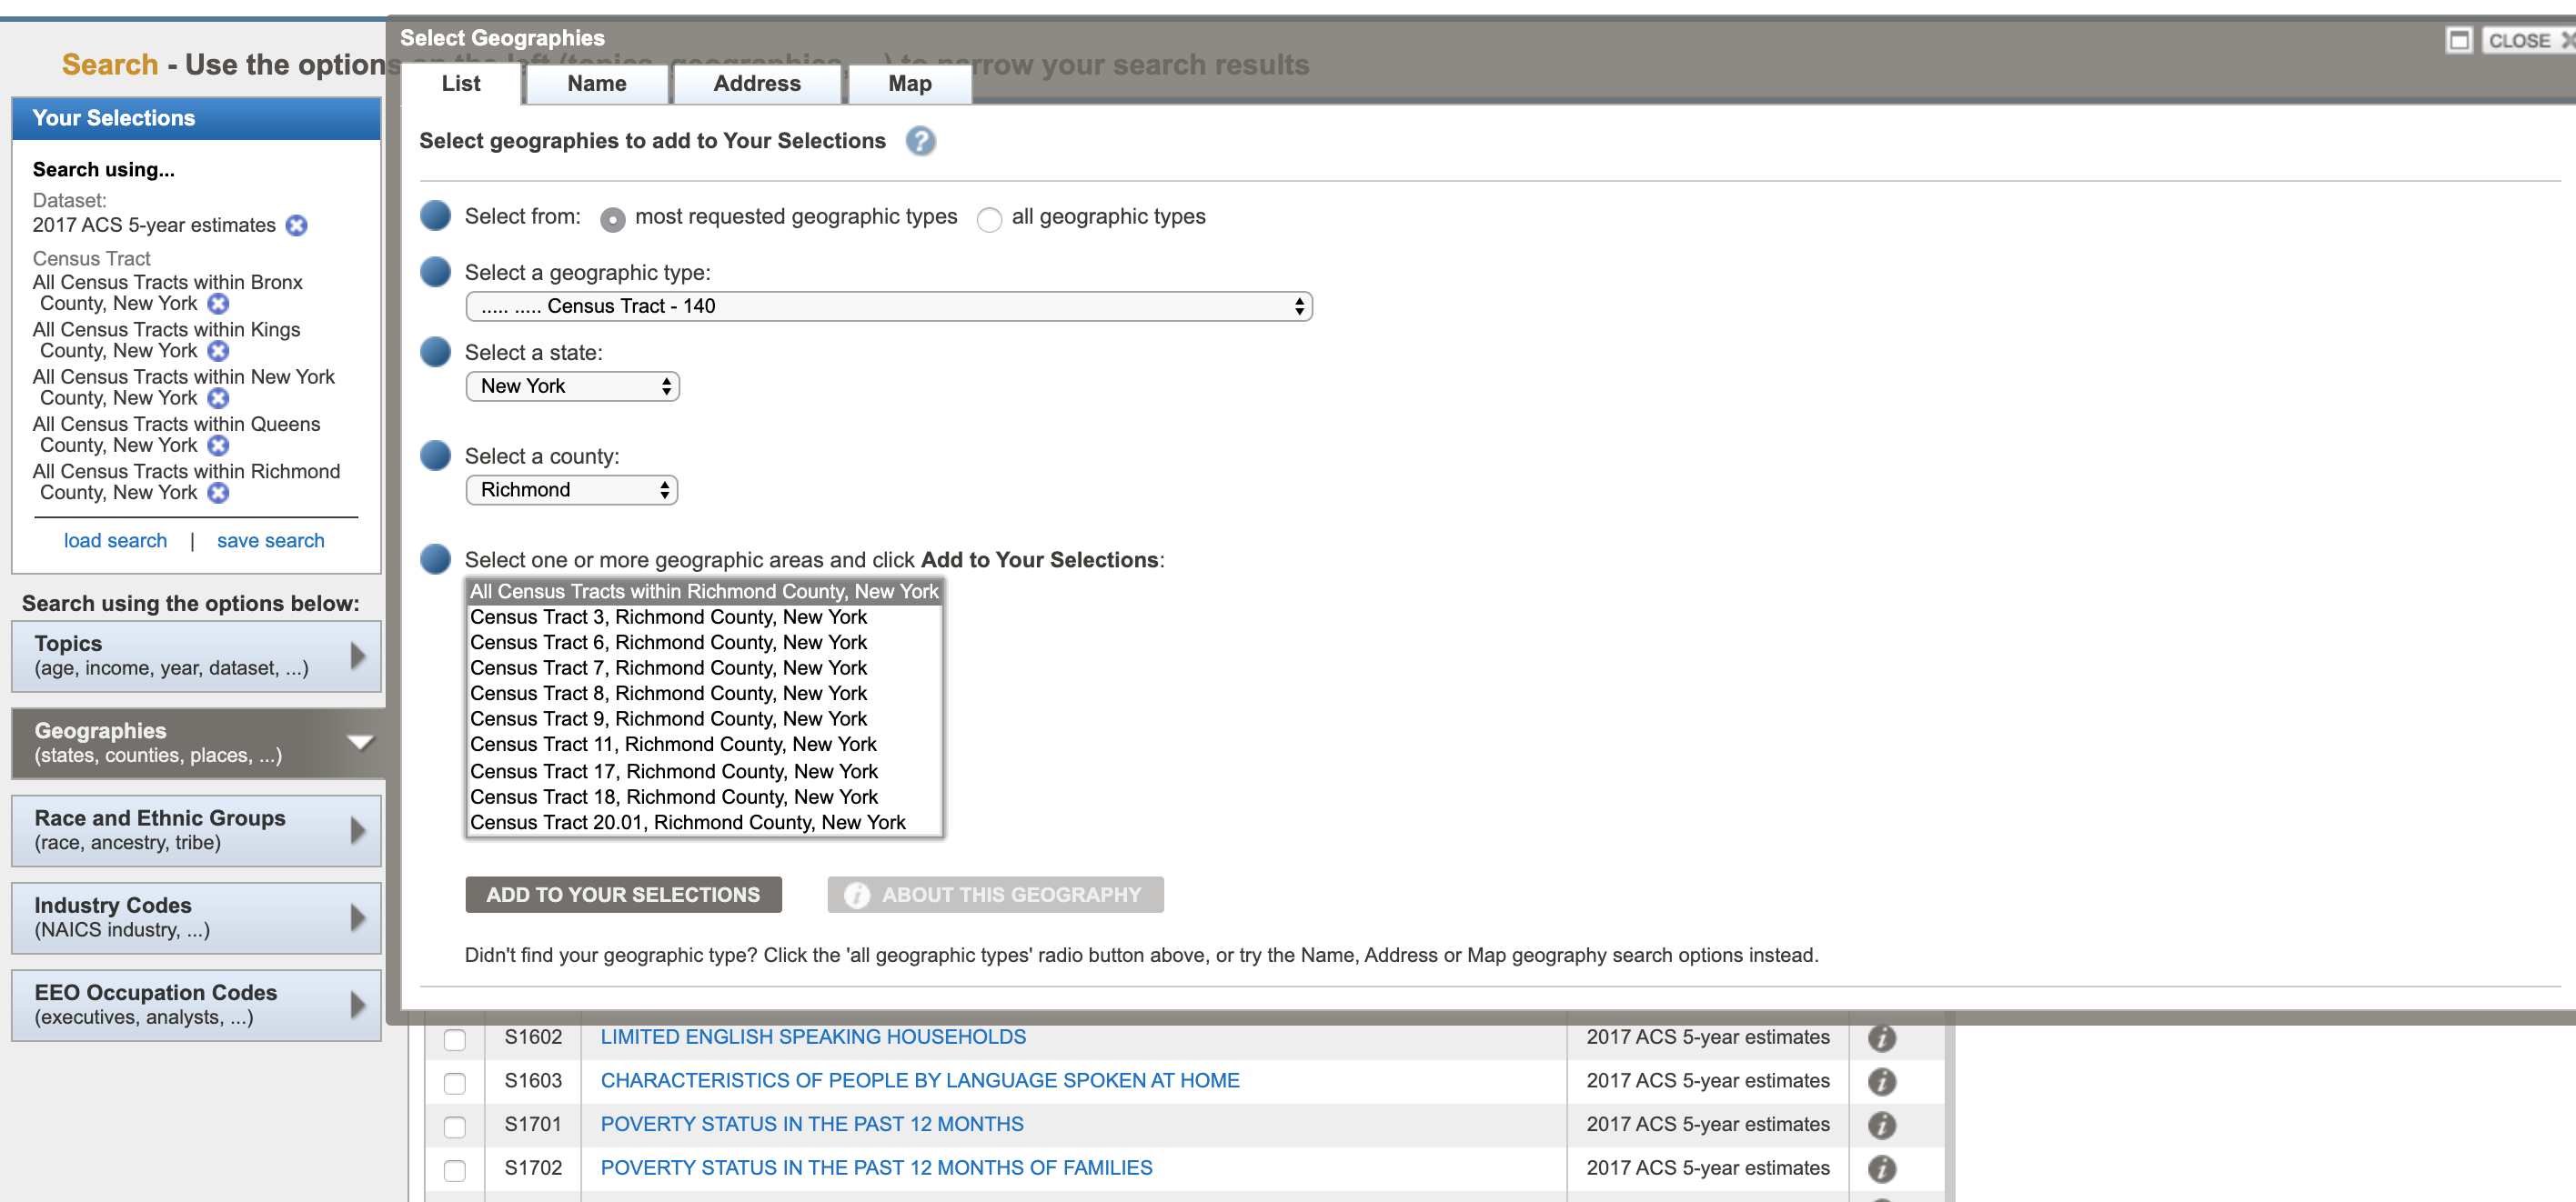 Select Geographies
CLOSE
Search - Use the options on the left (topics, geographies, ...) to narrow your search results
List
Name
Address
Map
Your Selections
Search using...
Dataset:
2017 ACS 5-year estimates
Census Tract
All Census Tracts within Bronx
County, New York
All Census Tracts within Kings
County, New York
All Census Tracts within New York
County, New York
All Census Tracts within Queens
County, New York
All Census Tracts within Richmond
County, New York
load search | save search
Search using the options below:
Topics
(age, income, year, dataset, ...)
Geographies
(states, counties, places, ...)
Race and Ethnic Groups
(race, ancestry, tribe)
Industry Codes
(NAICS industry, ...)
EEO Occupation Codes
(executives, analysts, ...)
Select geographies to add to Your Selections ?
Select from: most requested geographic types all geographic types
Select a geographic type:
..... ..... Census Tract - 140
Select a state:
New York
Select a county:
Richmond
Select one or more geographic areas and click Add to Your Selections:
All Census Tracts within Richmond County, New York
Census Tract 3, Richmond County, New York
Census Tract 6, Richmond County, New York
Census Tract 7, Richmond County, New York
Census Tract 8, Richmond County, New York
Census Tract 9, Richmond County, New York
Census Tract 11, Richmond County, New York
Census Tract 17, Richmond County, New York
Census Tract 18, Richmond County, New York
Census Tract 20.01, Richmond County, New York
ADD TO YOUR SELECTIONS
i ABOUT THIS GEOGRAPHY
Didn't find your geographic type? Click the 'all geographic types' radio button above, or try the Name, Address or Map geography search options instead.
S1602 LIMITED ENGLISH SPEAKING HOUSEHOLDS 2017 ACS 5-year estimates i
S1603 CHARACTERISTICS OF PEOPLE BY LANGUAGE SPOKEN AT HOME 2017 ACS 5-year estimates i
S1701 POVERTY STATUS IN THE PAST 12 MONTHS 2017 ACS 5-year estimates i
S1702 POVERTY STATUS IN THE PAST 12 MONTHS OF FAMILIES 2017 ACS 5-year estimates i